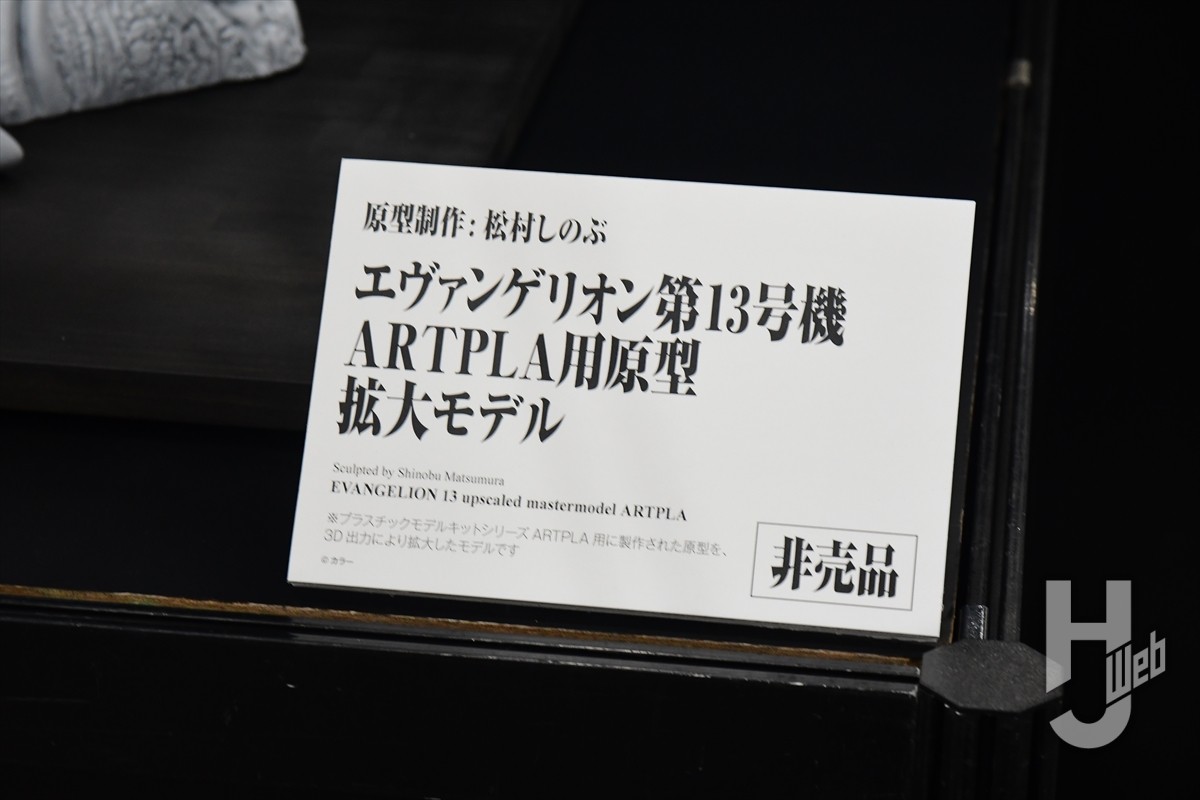 原型制作：松村しのぶ
エヴァンゲリオン第13号機
ARTPLA用原型
拡大モデル
Sculpted by Shinobu Matsumura
EVANGELION 13 upscaled mastermodel ARTPLA
※プラスチックモデルキットシリーズ ARTPLA 用に製作された原型を、
3D 出力により拡大したモデルです
© カラー
非売品
HJ Web